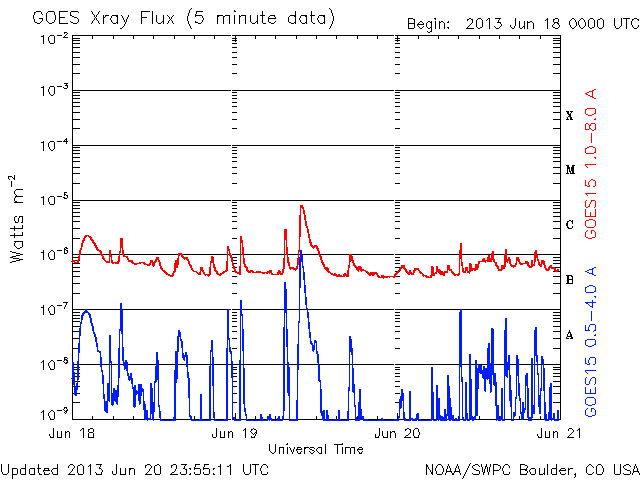 GOES Xray Flux (5 minute data)
Begin: 2013 Jun 18 0000 UTC
10-2
10-3
10-4
10-5
10-6
10-7
10-8
10-9
Watts m-2
X
M
C
B
A
GOES15 1.0-8.0 A
GOES15 0.5-4.0 A
Jun 18
Jun 19
Jun 20
Jun 21
Universal Time
Updated 2013 Jun 20 23:55:11 UTC
NOAA/SWPC Boulder, CO USA